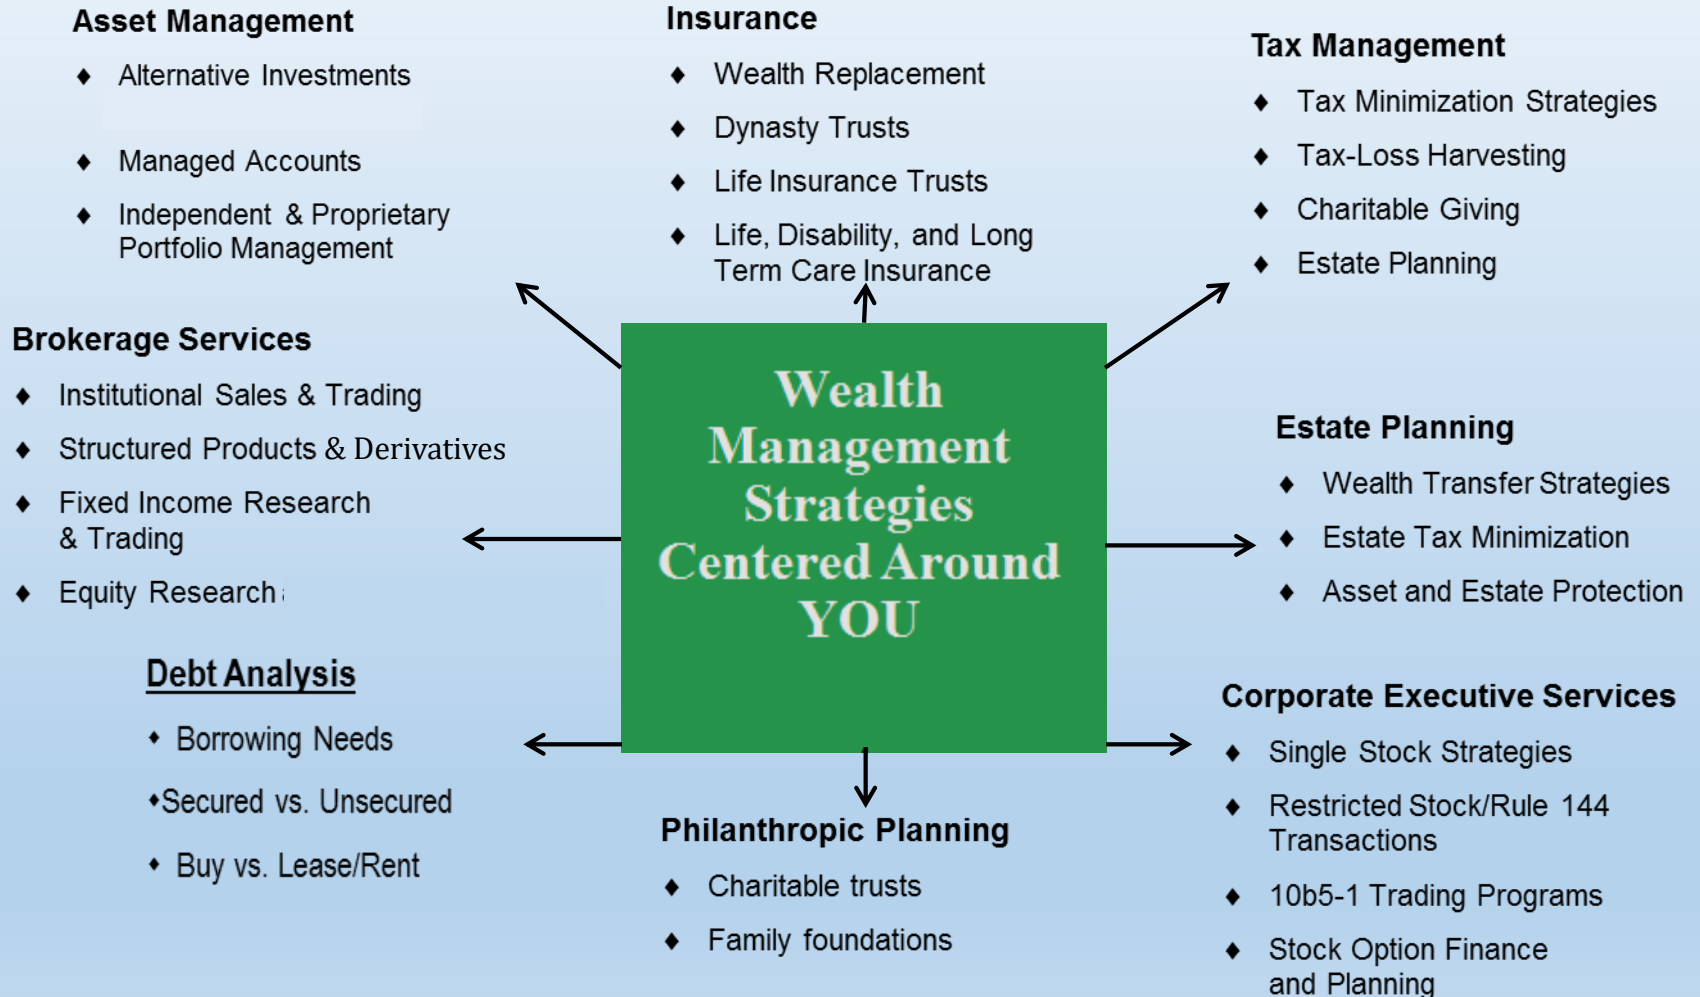 Asset Management
♦ Alternative Investments
♦ Managed Accounts
♦ Independent & Proprietary
Portfolio Management
Insurance
♦ Wealth Replacement
♦ Dynasty Trusts
♦ Life Insurance Trusts
♦ Life, Disability, and Long
Term Care Insurance
Tax Management
♦ Tax Minimization Strategies
♦ Tax-Loss Harvesting
♦ Charitable Giving
♦ Estate Planning
Brokerage Services
♦ Institutional Sales & Trading
♦ Structured Products & Derivatives
♦ Fixed Income Research
& Trading
♦ Equity Research
Wealth
Management
Strategies
Centered Around
YOU
Estate Planning
♦ Wealth Transfer Strategies
♦ Estate Tax Minimization
♦ Asset and Estate Protection
Debt Analysis
♦ Borrowing Needs
♦Secured vs. Unsecured
♦ Buy vs. Lease/Rent
Philanthropic Planning
♦ Charitable trusts
♦ Family foundations
Corporate Executive Services
♦ Single Stock Strategies
♦ Restricted Stock/Rule 144
Transactions
♦ 10b5-1 Trading Programs
♦ Stock Option Finance
and Planning